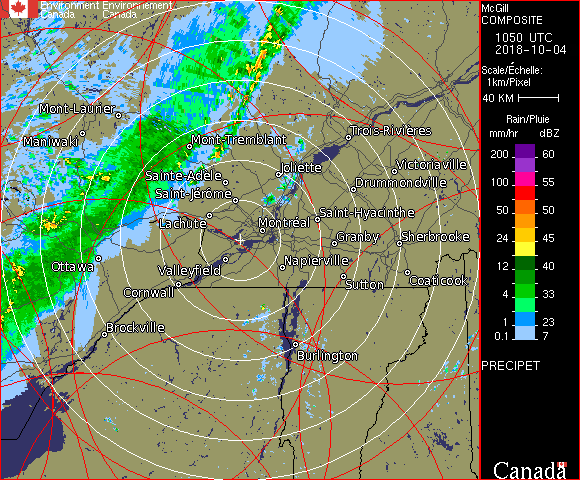 Environment Environnement
Canada Canada
McGill
COMPOSITE
1050 UTC
2018-10-04
Scale/Échelle:
1km/Pixel
40 KM
Rain/Pluie
mm/hr dBZ
200 60
100 55
50 50
24 45
12 40
4 33
1 23
0.1 7
PRECIPET
Canada
Mont-Laurier
Maniwaki
Mont-Tremblant
Trois-Rivières
Sainte-Adèle
Joliette
Victoriaville
Saint-Jérôme
Drummondville
Lachute
Montréal
Saint-Hyacinthe
Granby
Sherbrooke
Ottawa
Valleyfield
Napierville
Cornwall
Sutton
Coaticook
Brockville
Burlington